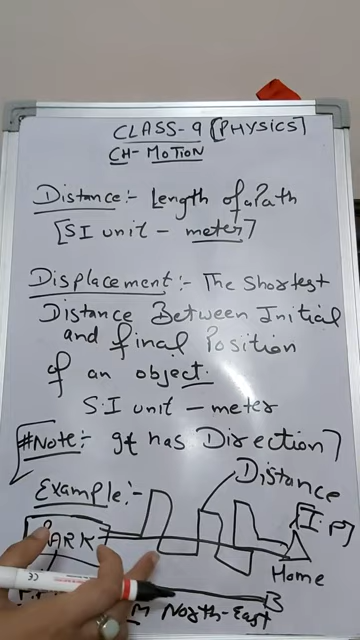 CLASS-9 [PHYSICS]
CH- MOTION
Distance:- Length of a Path
[SI unit - meter]
Displacement:- The Shortest
Distance Between Initial
and final Position
of an object.
S.I unit - meter
#Note:- It has Direction]
Distance
Example:-
[I.P]
PARK
Home
M North-East